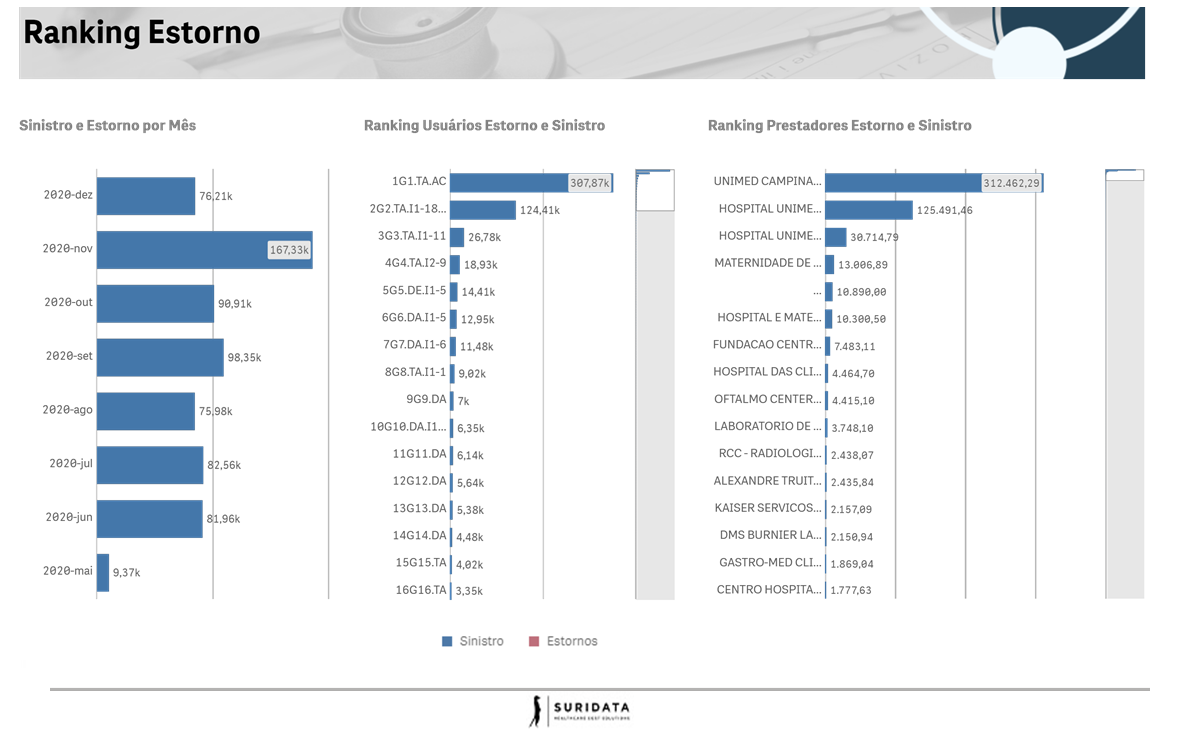 Ranking Estorno
Sinistro e Estorno por Mês
2020-dez 76,21k
2020-nov 167,33k
2020-out 90,91k
2020-set 98,35k
2020-ago 75,98k
2020-jul 82,56k
2020-jun 81,96k
2020-mai 9,37k
Ranking Usuários Estorno e Sinistro
1G1.TA.AC 307,87k
2G2.TA.I1-18... 124,41k
3G3.TA.I1-11 26,78k
4G4.TA.I2-9 18,93k
5G5.DE.I1-5 14,41k
6G6.DA.I1-5 12,95k
7G7.DA.I1-6 11,48k
8G8.TA.I1-1 9,02k
9G9.DA 7k
10G10.DA.I1... 6,35k
11G11.DA 6,14k
12G12.DA 5,64k
13G13.DA 5,38k
14G14.DA 4,48k
15G15.TA 4,02k
16G16.TA 3,35k
Ranking Prestadores Estorno e Sinistro
UNIMED CAMPINA... 312.462,29
HOSPITAL UNIME... 125.491,46
HOSPITAL UNIME... 30.714,79
MATERNIDADE DE ... 13.006,89
... 10.890,00
HOSPITAL E MATE... 10.300,50
FUNDACAO CENTR... 7.483,11
HOSPITAL DAS CLI... 4.464,70
OFTALMO CENTER... 4.415,10
LABORATORIO DE ... 3.748,10
RCC - RADIOLOGI... 2.438,07
ALEXANDRE TRUIT... 2.435,84
KAISER SERVICOS... 2.157,09
DMS BURNIER LA... 2.150,94
GASTRO-MED CLI... 1.869,04
CENTRO HOSPITA... 1.777,63
Sinistro Estornos
SURIDATA
HEALTHCARE BEST SOLUTIONS